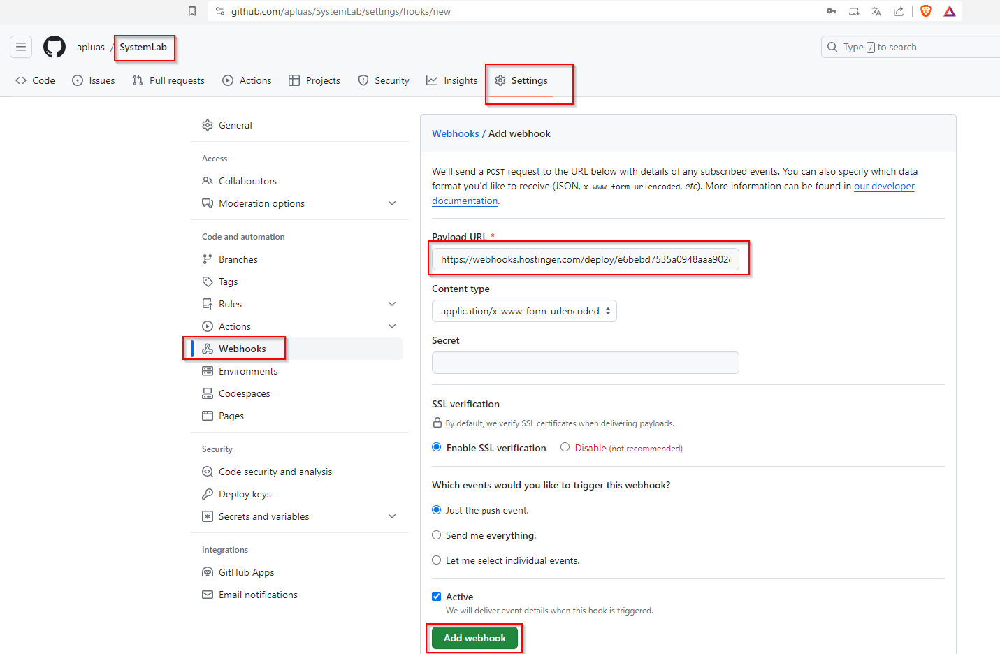 github.com/apluas/SystemLab/settings/hooks/new
apluas / SystemLab
Type / to search
Code Issues Pull requests Actions Projects Security Insights Settings
General
Access
Collaborators
Moderation options
Code and automation
Branches
Tags
Rules
Actions
Webhooks
Environments
Codespaces
Pages
Security
Code security and analysis
Deploy keys
Secrets and variables
Integrations
GitHub Apps
Email notifications
Webhooks / Add webhook
We'll send a POST request to the URL below with details of any subscribed events. You can also specify which data
format you'd like to receive (JSON, x-www-form-urlencoded, etc). More information can be found in our developer
documentation.
Payload URL *
https://webhooks.hostinger.com/deploy/e6bebd7535a0948aaa902
Content type
application/x-www-form-urlencoded
Secret
SSL verification
By default, we verify SSL certificates when delivering payloads.
Enable SSL verification Disable (not recommended)
Which events would you like to trigger this webhook?
Just the push event.
Send me everything.
Let me select individual events.
Active
We will deliver event details when this hook is triggered.
Add webhook